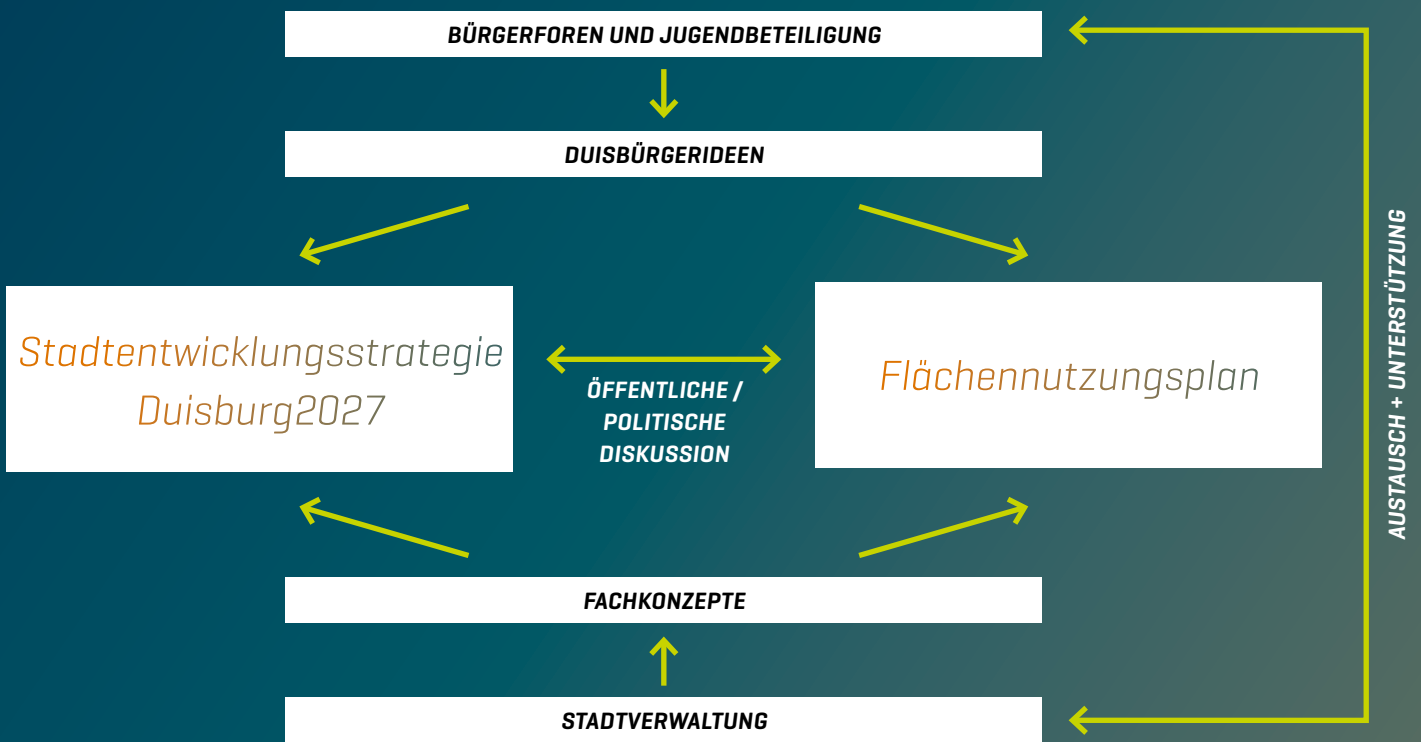 BÜRGERFOREN UND JUGENDBETEILIGUNG
DUISBÜRGERIDEEN
Stadtentwicklungsstrategie
Duisburg2027
ÖFFENTLICHE /
POLITISCHE
DISKUSSION
Flächennutzungsplan
AUSTAUSCH + UNTERSTÜTZUNG
FACHKONZEPTE
STADTVERWALTUNG